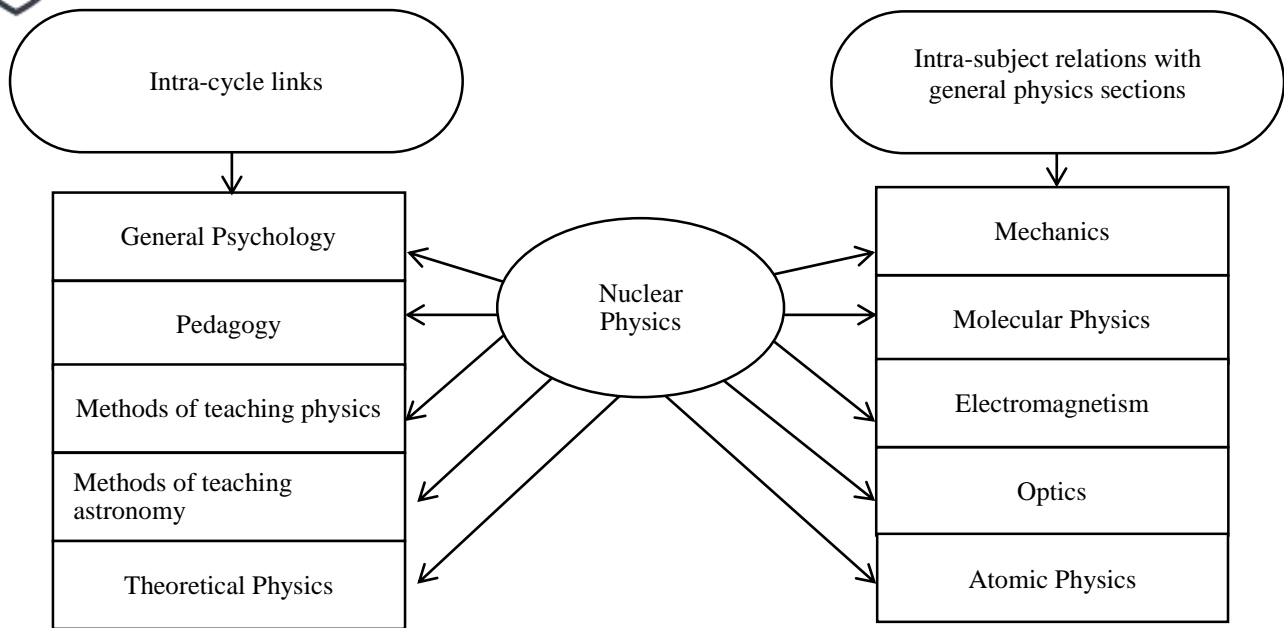 Intra-cycle links
Intra-subject relations with
general physics sections
General Psychology
Pedagogy
Methods of teaching physics
Methods of teaching
astronomy
Theoretical Physics
Nuclear
Physics
Mechanics
Molecular Physics
Electromagnetism
Optics
Atomic Physics